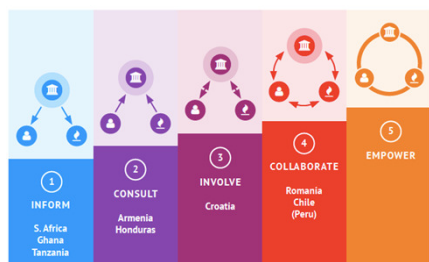 1
INFORM
S. Africa
Ghana
Tanzania
2
CONSULT
Armenia
Honduras
3
INVOLVE
Croatia
4
COLLABORATE
Romania
Chile
(Peru)
5
EMPOWER